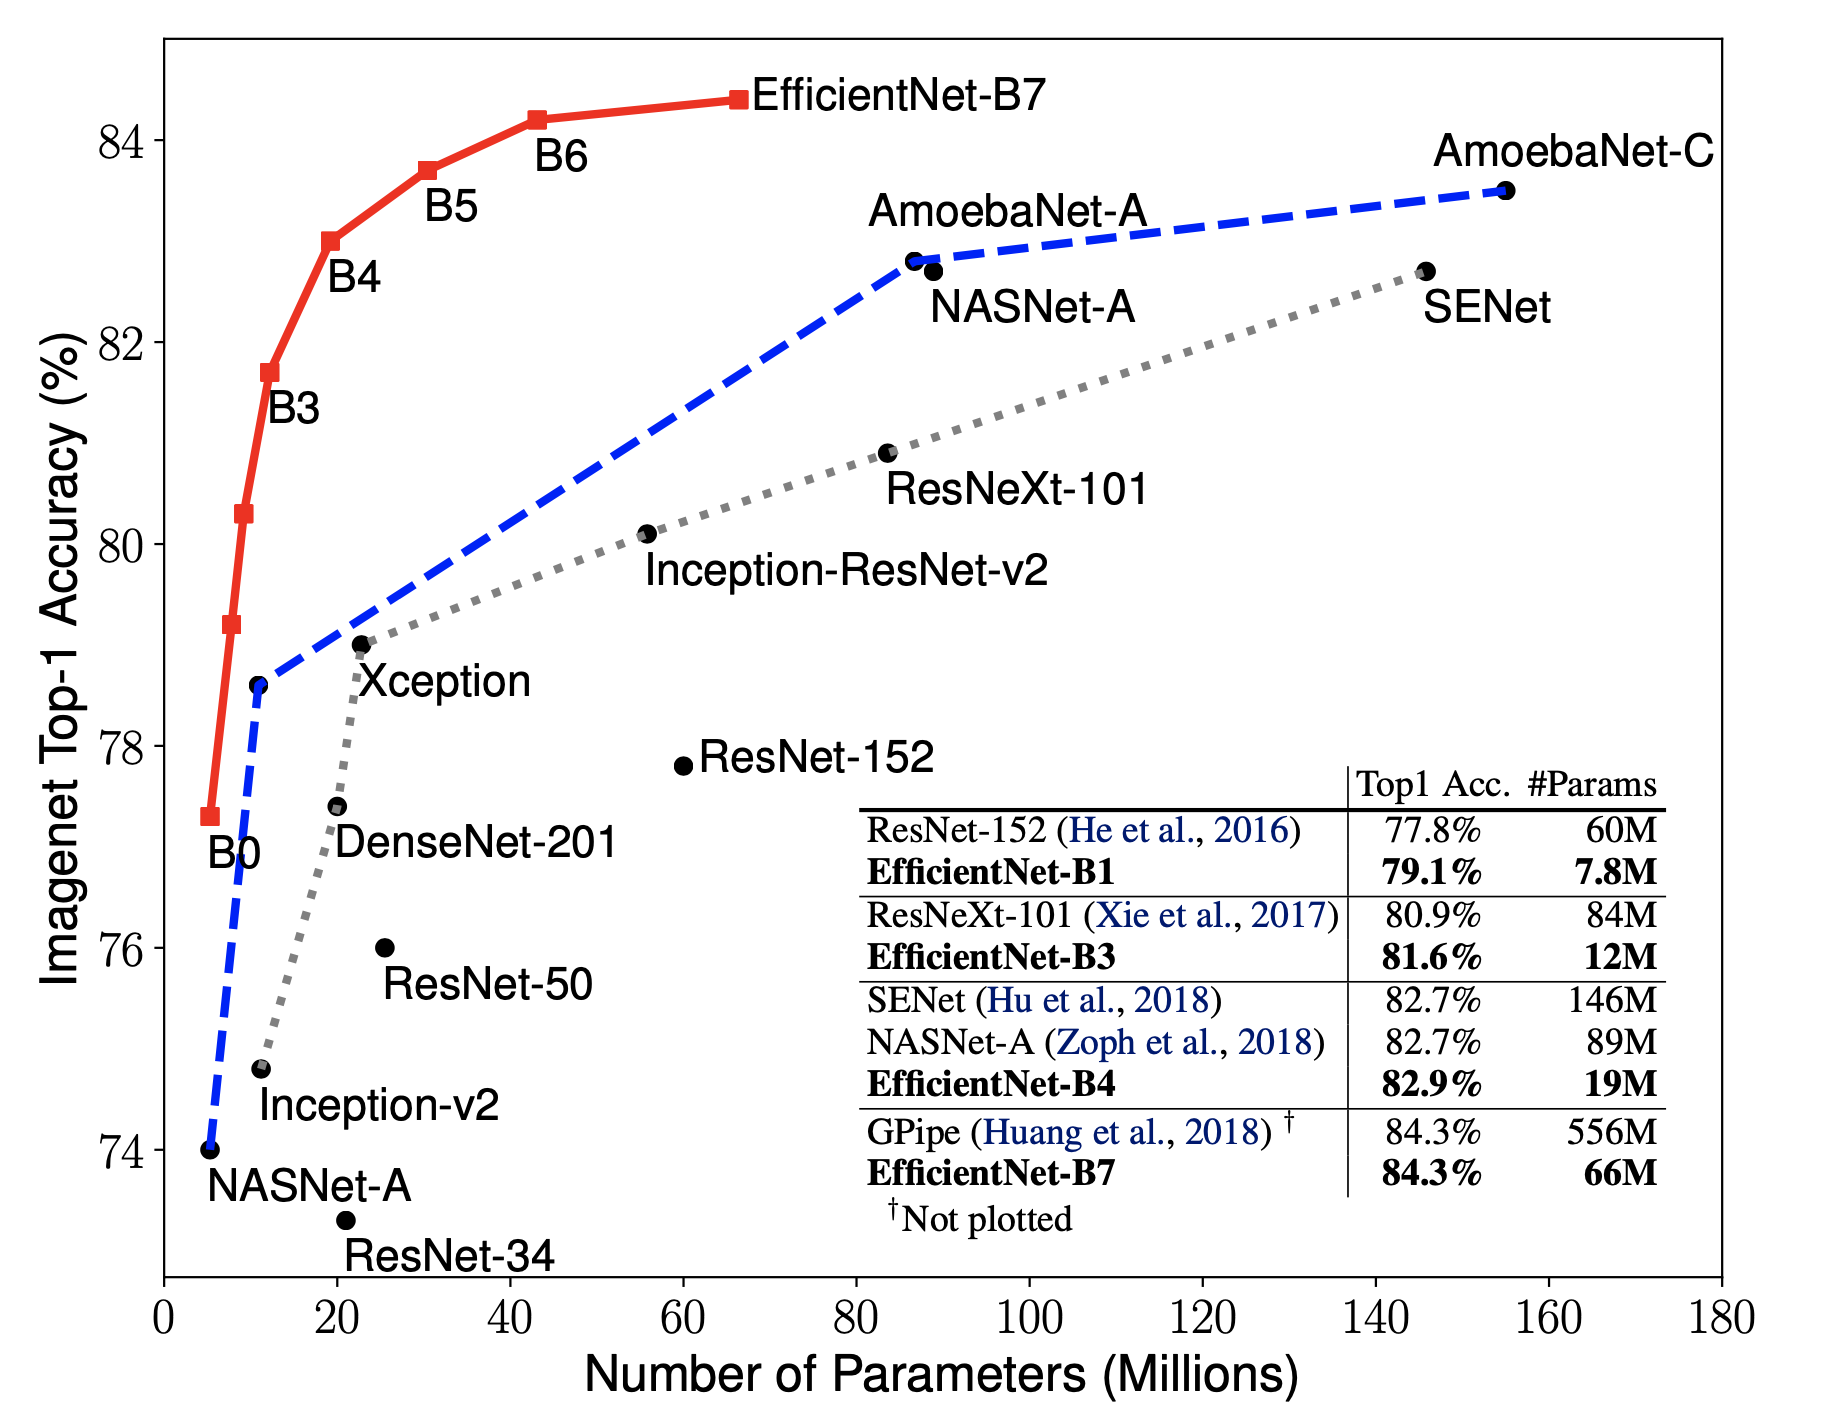 EfficientNet-B7
84
AmoebaNet-C
B6
B5
AmoebaNet-A
B4
NASNet-A
SENet
82
B3
ResNeXt-101
80
Inception-ResNet-v2
Xception
78
ResNet-152
B0
DenseNet-201
76
ResNet-50
Inception-v2
74
NASNet-A
ResNet-34
Imagenet Top-1 Accuracy (%)
Top1 Acc. #Params
ResNet-152 (He et al., 2016) 77.8% 60M
EfficientNet-B1 79.1% 7.8M
ResNeXt-101 (Xie et al., 2017) 80.9% 84M
EfficientNet-B3 81.6% 12M
SENet (Hu et al., 2018) 82.7% 146M
NASNet-A (Zoph et al., 2018) 82.7% 89M
EfficientNet-B4 82.9% 19M
GPipe (Huang et al., 2018) † 84.3% 556M
EfficientNet-B7 84.3% 66M
†Not plotted
0 20 40 60 80 100 120 140 160 180
Number of Parameters (Millions)